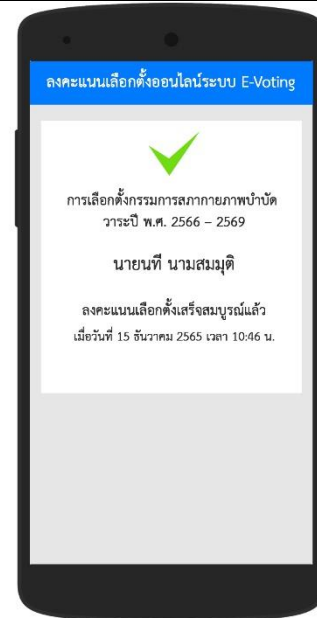 ลงคะแนนเลือกตั้งออนไลน์ระบบ E-Voting
การเลือกตั้งกรรมการสภากายภาพบำบัด
วาระปี พ.ศ. 2566 – 2569
นายนที นามสมมุติ
ลงคะแนนเลือกตั้งเสร็จสมบูรณ์แล้ว
เมื่อวันที่ 15 ธันวาคม 2565 เวลา 10:46 น.